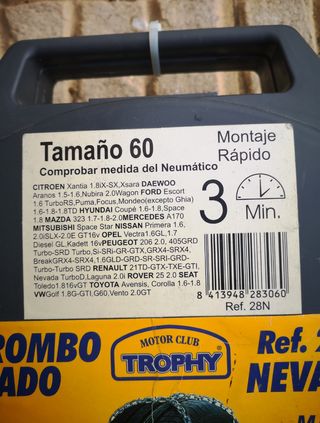 Tamaño 60
Comprobar medida del Neumático
Montaje
Rápido
3
Min.
CITROEN Xantia 1.8iX-SX,Xsara DAEWOO
Aranos 1.5-1.6,Nubira 2.0Wagon FORD Escort
1.6 TurboRS,Puma,Focus,Mondeo(except Ghia)
1.6-1.8-1.8TD HYUNDAI Coupé 1.6-1.8,Space
1.8 MAZDA 323 1.7-1.8-2.0MERCEDES A170
MITSUBISHI Space Star NISSAN Primera 1.6,
2.0iSLX-2.0E GT16v OPEL Vectra1.6GL,1.7
Diesel GL,Kadett 16vPEUGEOT 206 2.0, 405GRD
Turbo-SRD Turbo,Si-SRi-GR-GTX,GRX4-SRX4,
BreakGRX4-SRX4,1.6GLD-GRD-SR-SRI-GRD-
Turbo-Turbo SRD RENAULT 21TD-GTX-TXE-GTI,
Nevada TurboD,Laguna 2.0i ROVER 25 2.0 SEAT
Toledo1.816vGT TOYOTA Avensis, Corolla 1.6-1.8
VWGolf 1.8G-GTI,G60,Vento 2.0GT
8 413948 283060
Ref. 28N
ROMBO
ADO
MOTOR CLUB
TROPHY
Ref. 2
NEVA